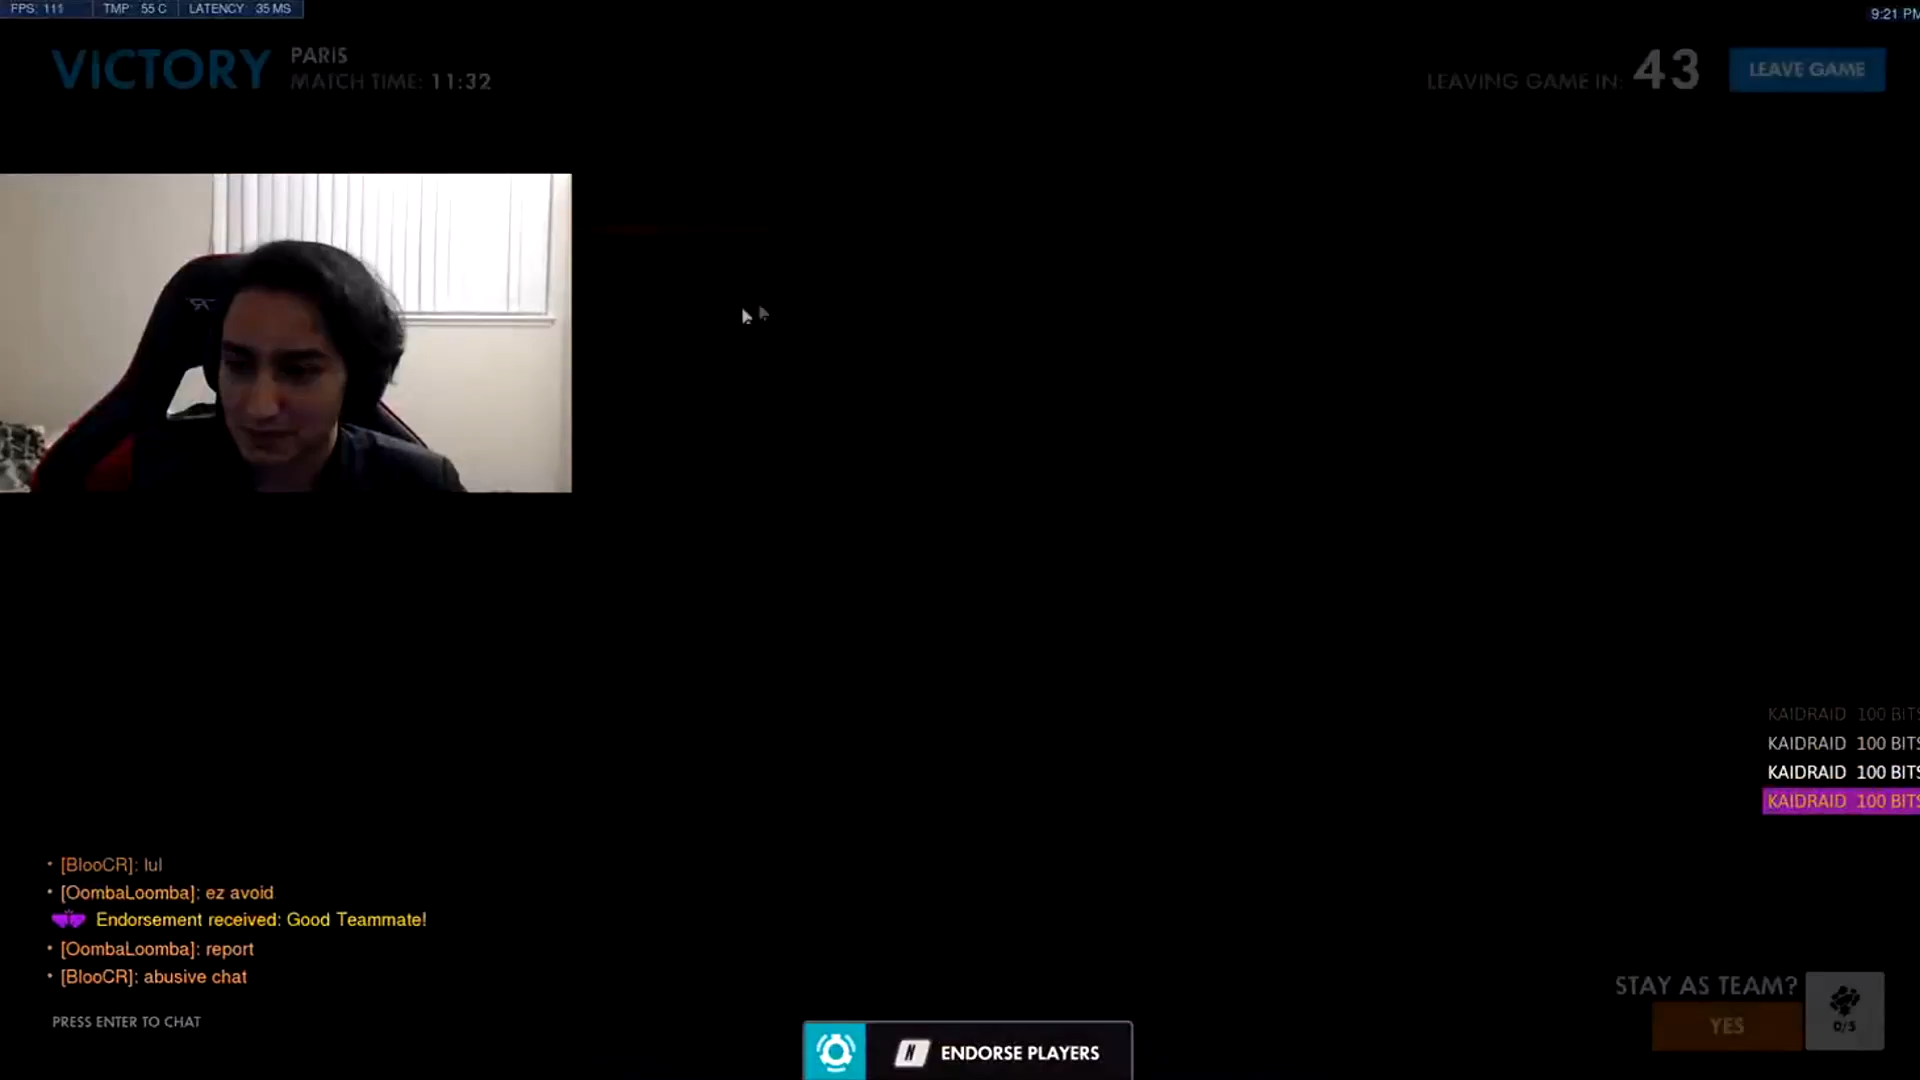 FPS: 111 TMP: 55 C LATENCY: 35 MS
9:21 PM
VICTORY
PARIS
MATCH TIME: 11:32
LEAVING GAME IN: 43
LEAVE GAME
KAIDRAID 100 BITS
KAIDRAID 100 BITS
KAIDRAID 100 BITS
KAIDRAID 100 BITS
[BlooCR]: lul
[OombaLoomba]: ez avoid
Endorsement received: Good Teammate!
[OombaLoomba]: report
[BlooCR]: abusive chat
PRESS ENTER TO CHAT
N ENDORSE PLAYERS
STAY AS TEAM?
YES
0/5